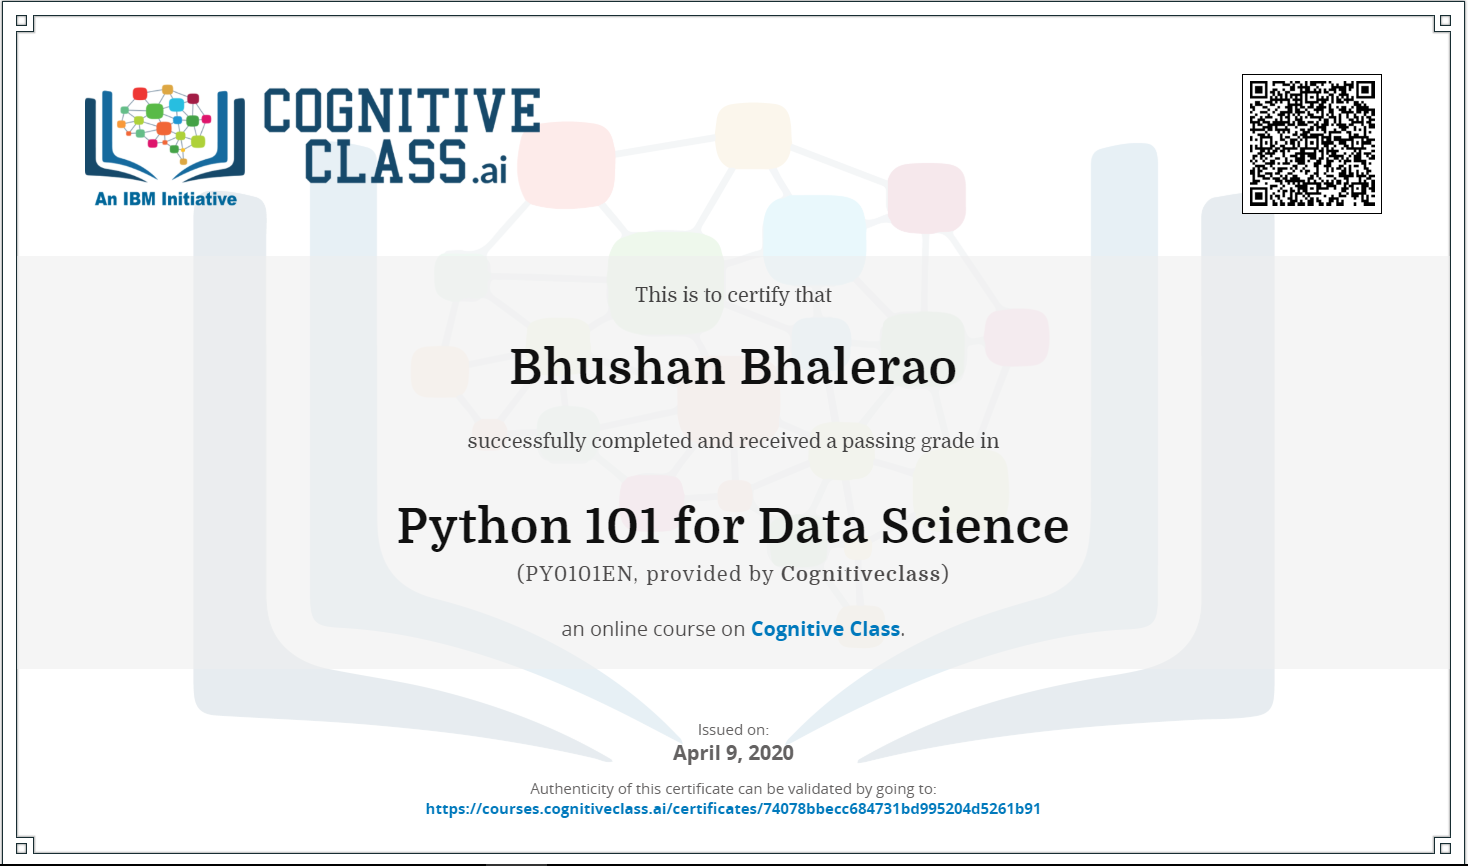 COGNITIVE
CLASS.ai
An IBM Initiative
This is to certify that
Bhushan Bhalerao
successfully completed and received a passing grade in
Python 101 for Data Science
(PY0101EN, provided by Cognitiveclass)
an online course on Cognitive Class.
Issued on:
April 9, 2020
Authenticity of this certificate can be validated by going to:
https://courses.cognitiveclass.ai/certificates/74078bbecc684731bd995204d5261b91